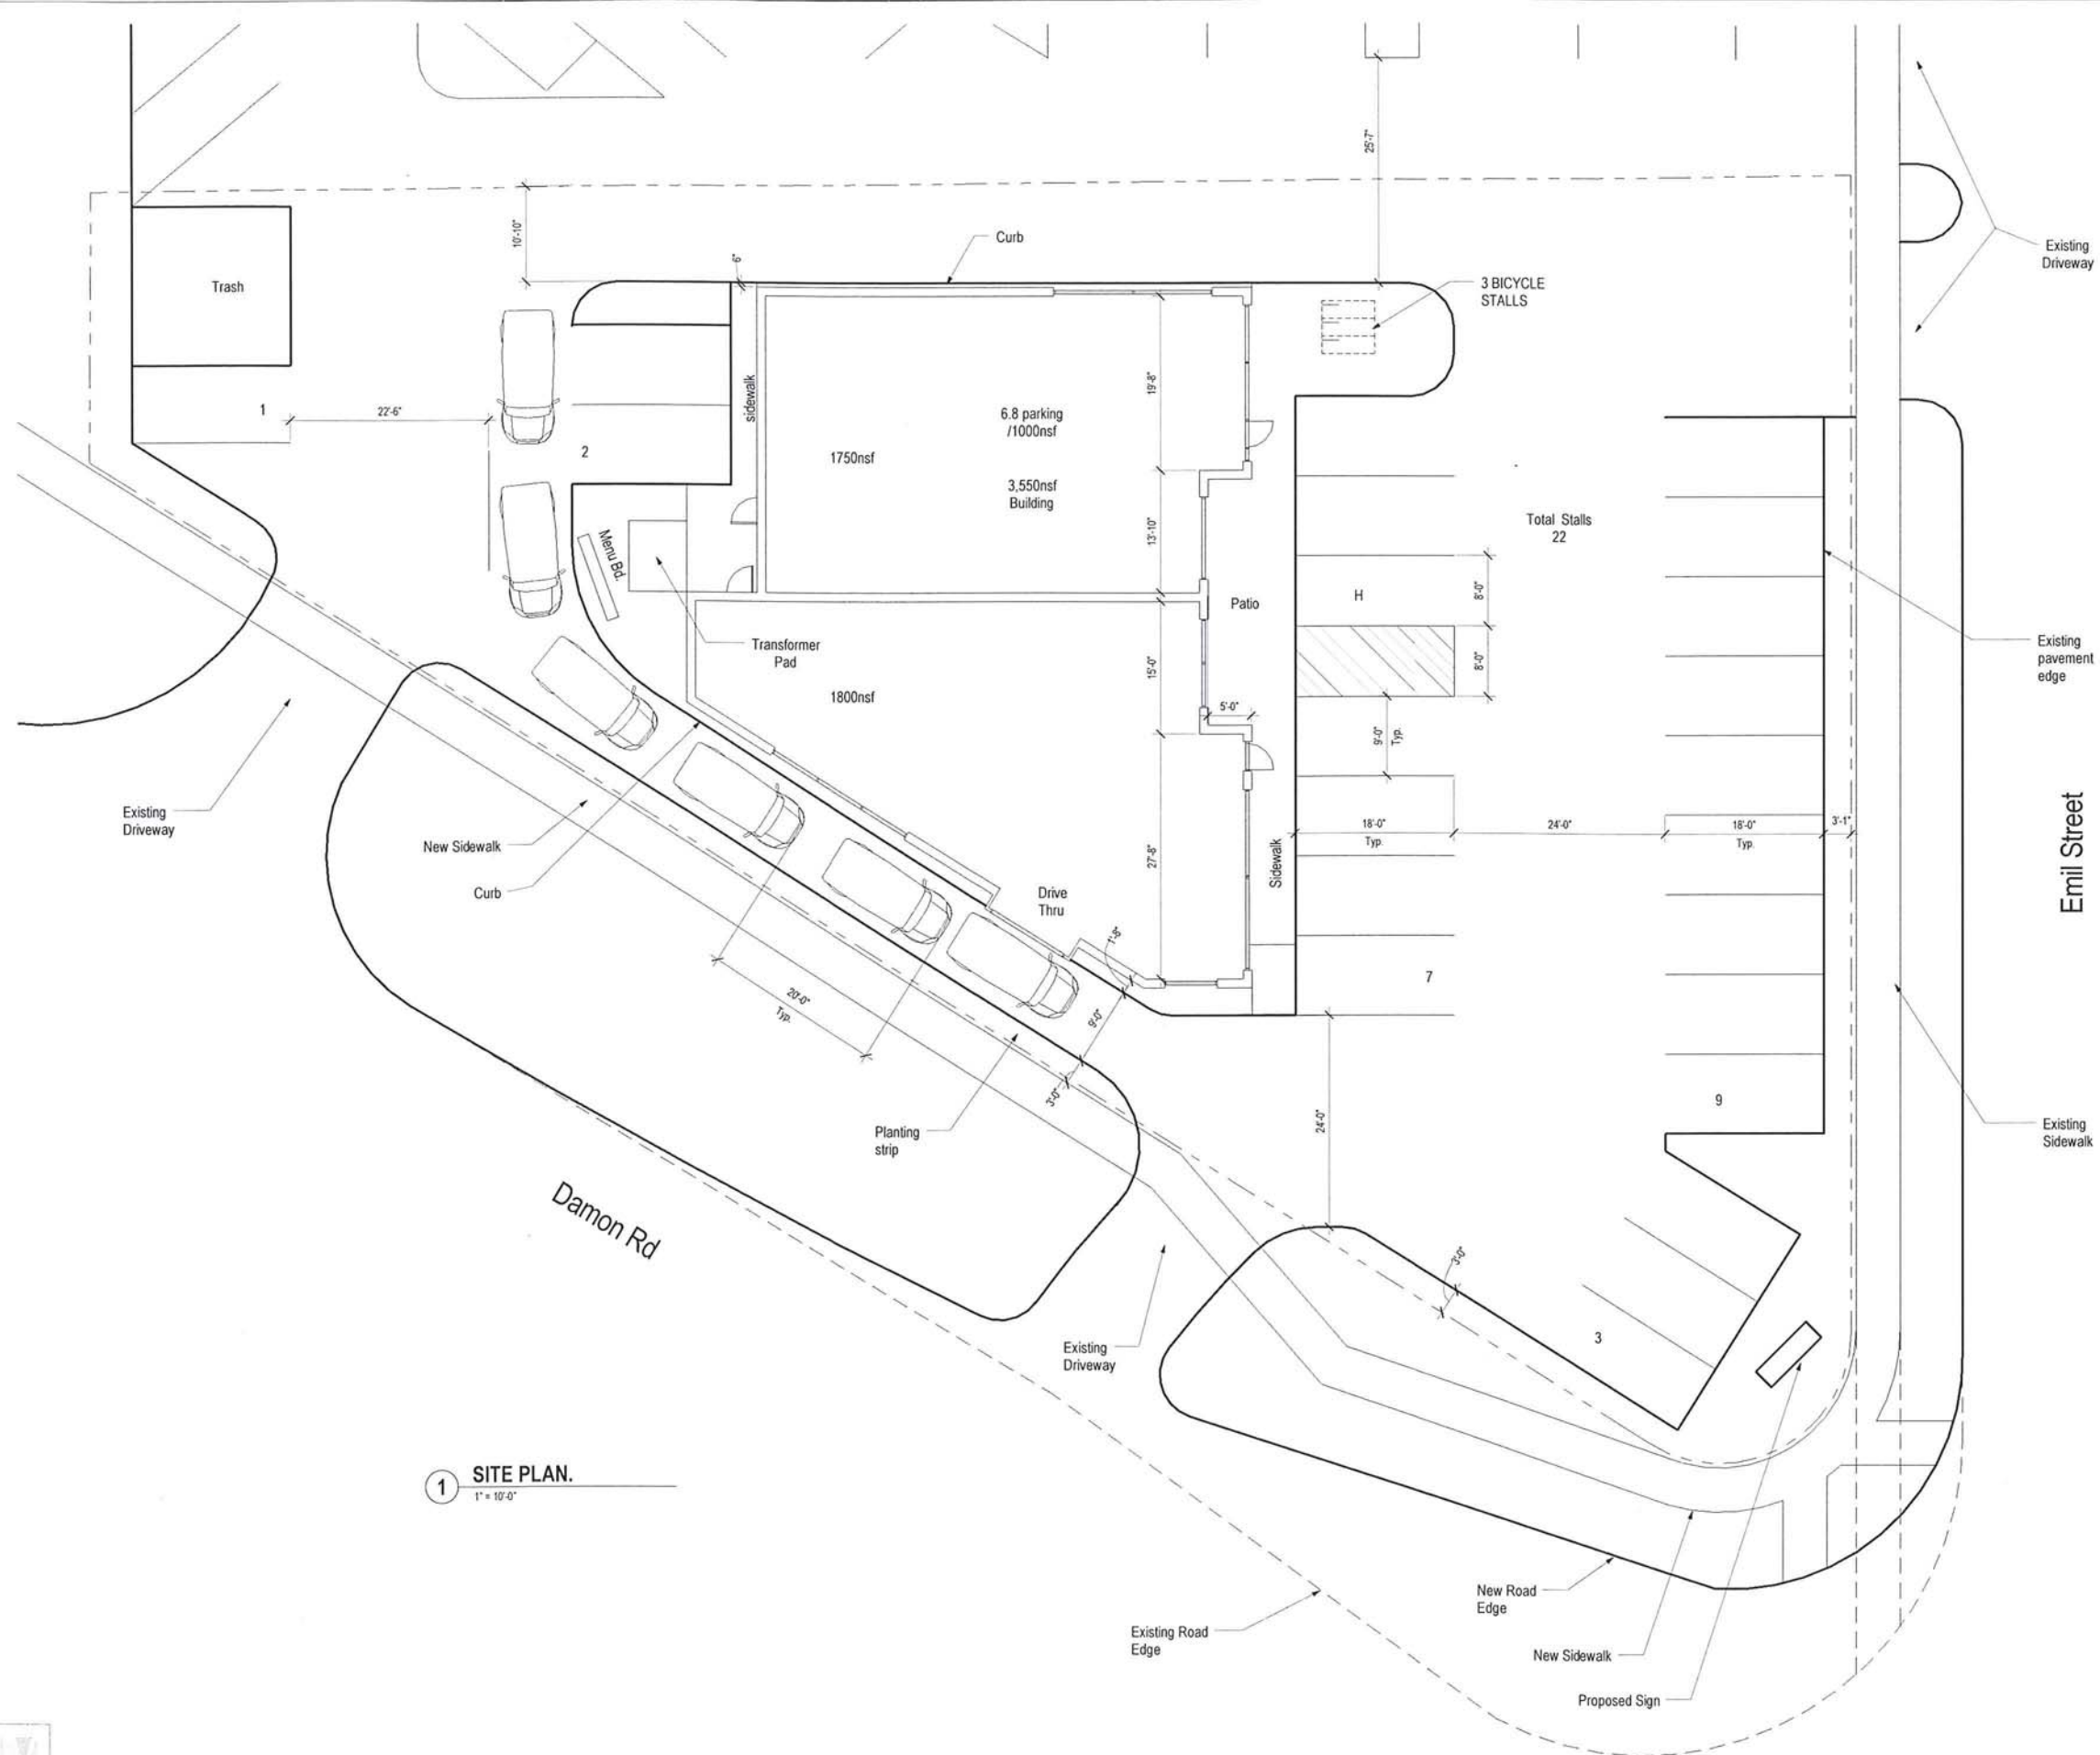 25'-7"
10'-10"
6"
Curb
3 BICYCLE
STALLS
Existing
Driveway
Trash
1
22'-6"
2
sidewalk
6.8 parking
/1000nsf
1750nsf
3,550nsf
Building
19'-8"
13'-10"
Total Stalls
22
Menu Bd.
Transformer
Pad
Patio
H
8'-0"
8'-0"
Existing
pavement
edge
1800nsf
15'-0"
5'-0"
9'-0"
Typ.
Existing
Driveway
New Sidewalk
Curb
Drive
Thru
27'-8"
Sidewalk
18'-0"
Typ.
24'-0"
18'-0"
Typ.
3'-1"
Emil Street
1'-8"
20'-0"
Typ.
9'-0"
3'-0"
7
24'-0"
9
Planting
strip
Existing
Sidewalk
Damon Rd
3'-0"
3
Existing
Driveway
1
SITE PLAN.
1" = 10'-0"
New Road
Edge
Existing Road
Edge
New Sidewalk
Proposed Sign